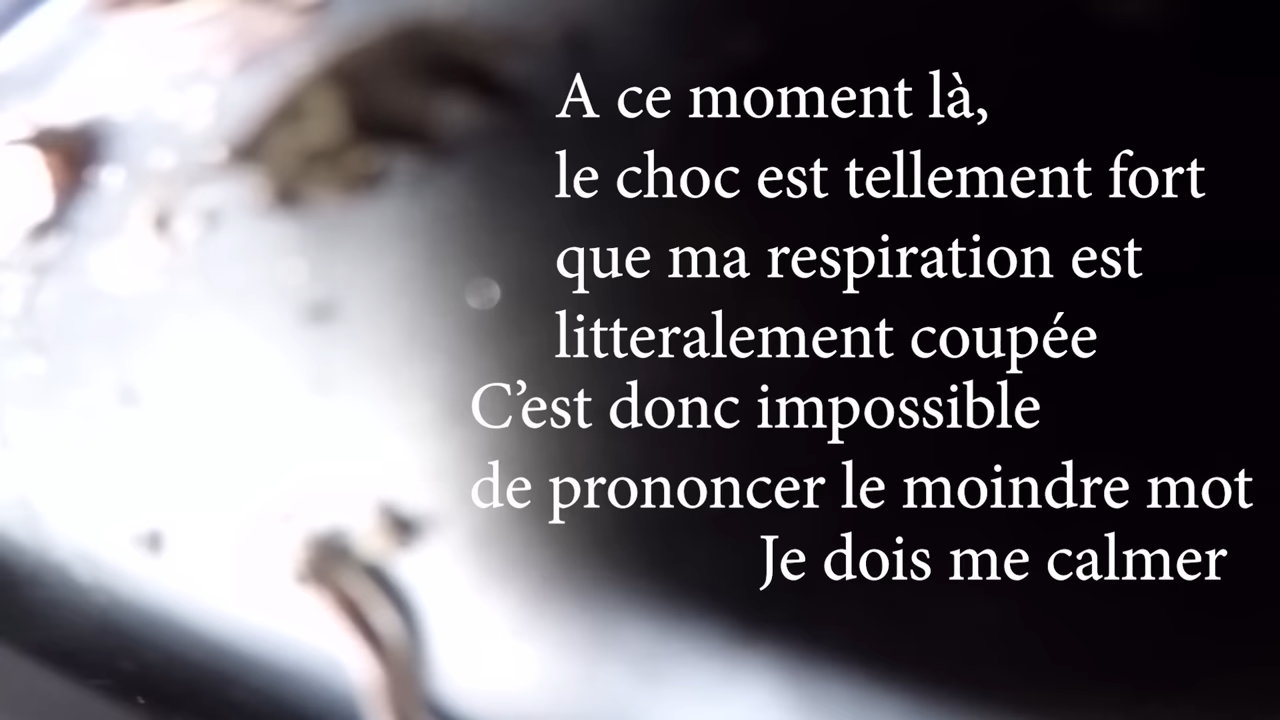 A ce moment là,
le choc est tellement fort
que ma respiration est
litteralement coupée
C’est donc impossible
de prononcer le moindre mot
Je dois me calmer